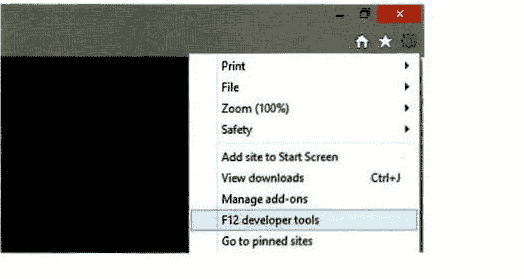 Print
File
Zoom (100%)
Safety
Add site to Start Screen
View downloads Ctrl+J
Manage add-ons
F12 developer tools
Go to pinned sites